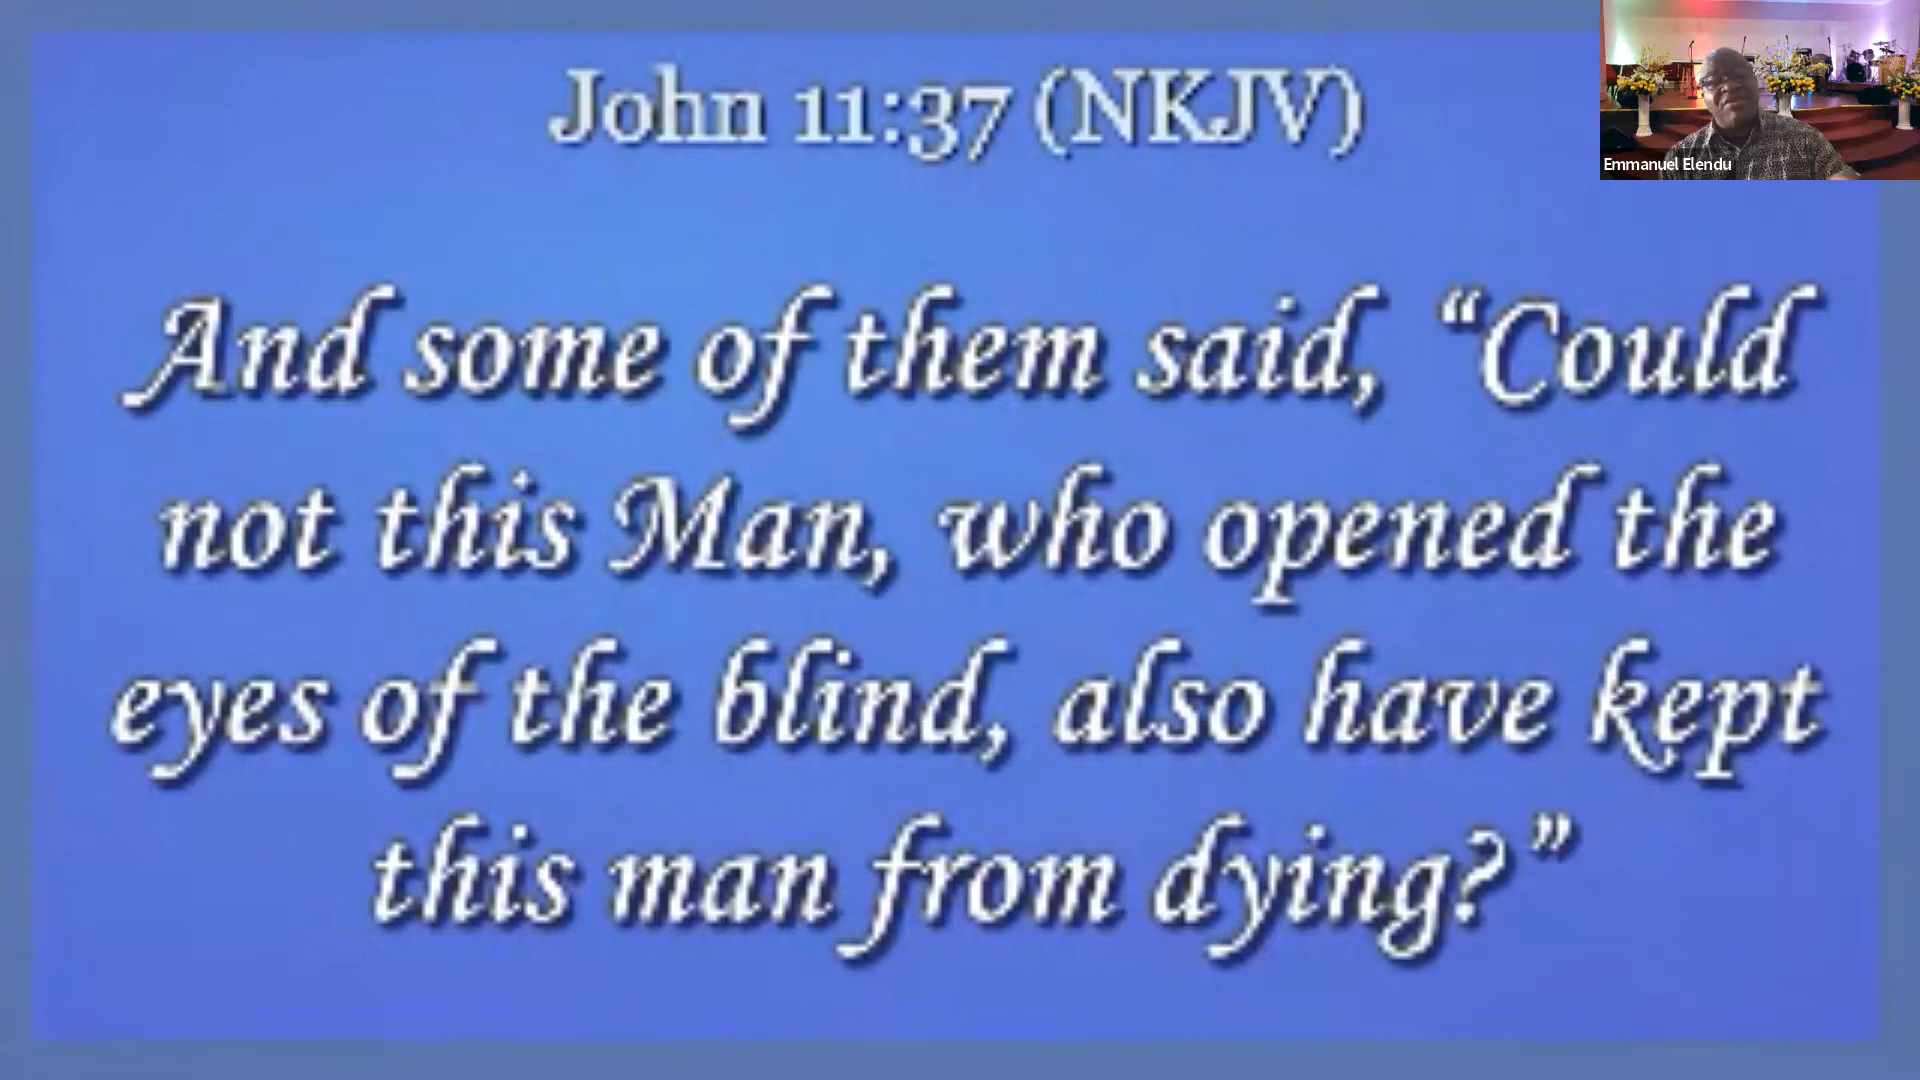 John 11:37 (NKJV)
Emmanuel Elendu
And some of them said, “Could
not this Man, who opened the
eyes of the blind, also have kept
this man from dying?”